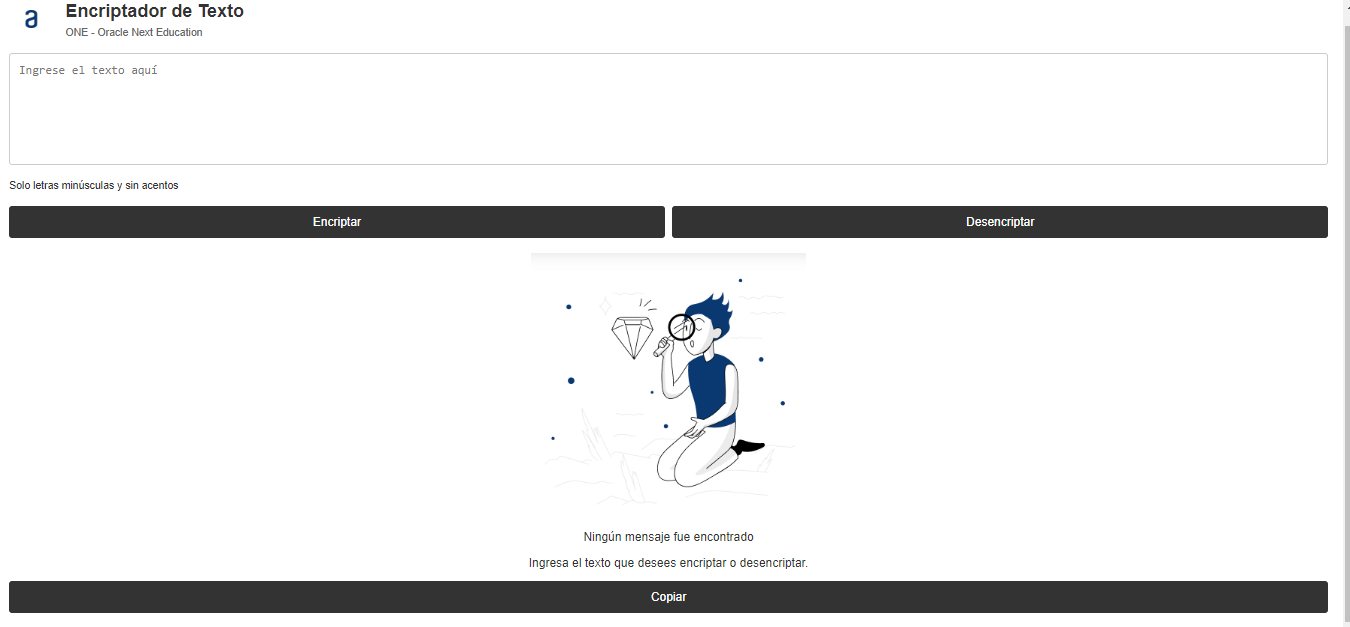 a
Encriptador de Texto
ONE - Oracle Next Education
Ingrese el texto aquí
Solo letras minúsculas y sin acentos
Encriptar
Desencriptar
Ningún mensaje fue encontrado
Ingresa el texto que desees encriptar o desencriptar.
Copiar